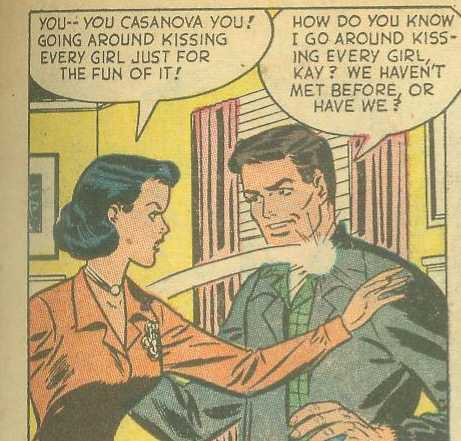 YOU-- YOU CASANOVA YOU!
GOING AROUND KISSING
EVERY GIRL JUST FOR
THE FUN OF IT!
HOW DO YOU KNOW
I GO AROUND KISS-
ING EVERY GIRL,
KAY? WE HAVEN'T
MET BEFORE, OR
HAVE WE?